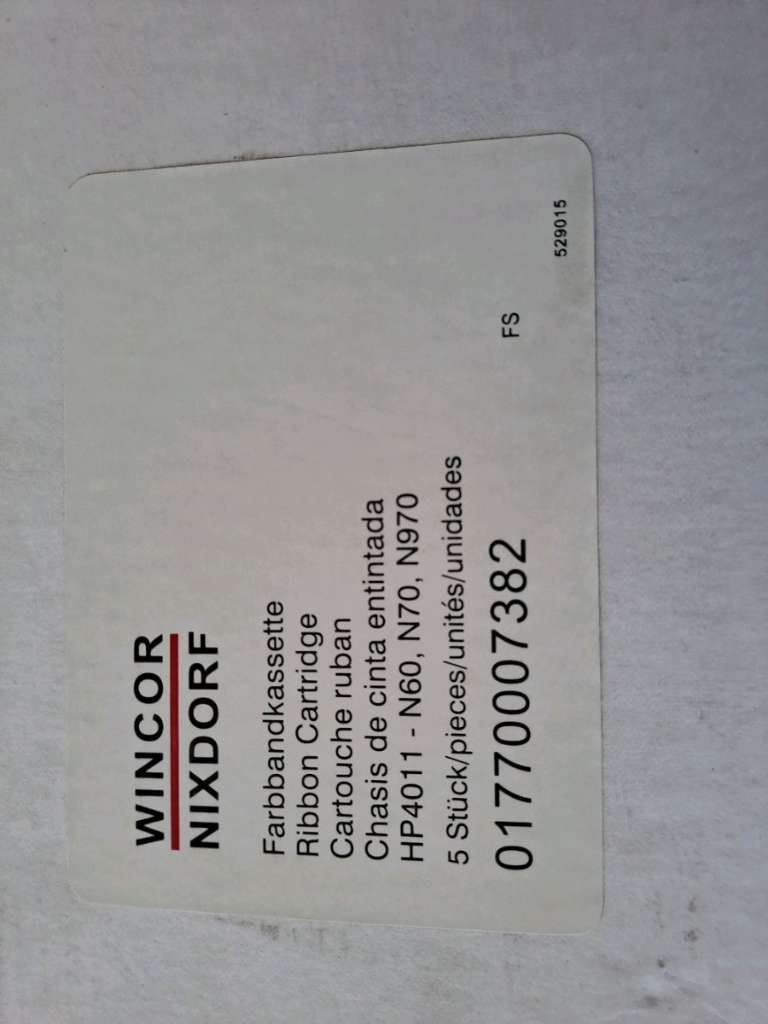 WINCOR
NIXDORF
Farbbandkassette
Ribbon Cartridge
Cartouche ruban
Chasis de cinta entintada
HP4011 - N60, N70, N970
5 Stück/pieces/unités/unidades
01770007382
FS
529015